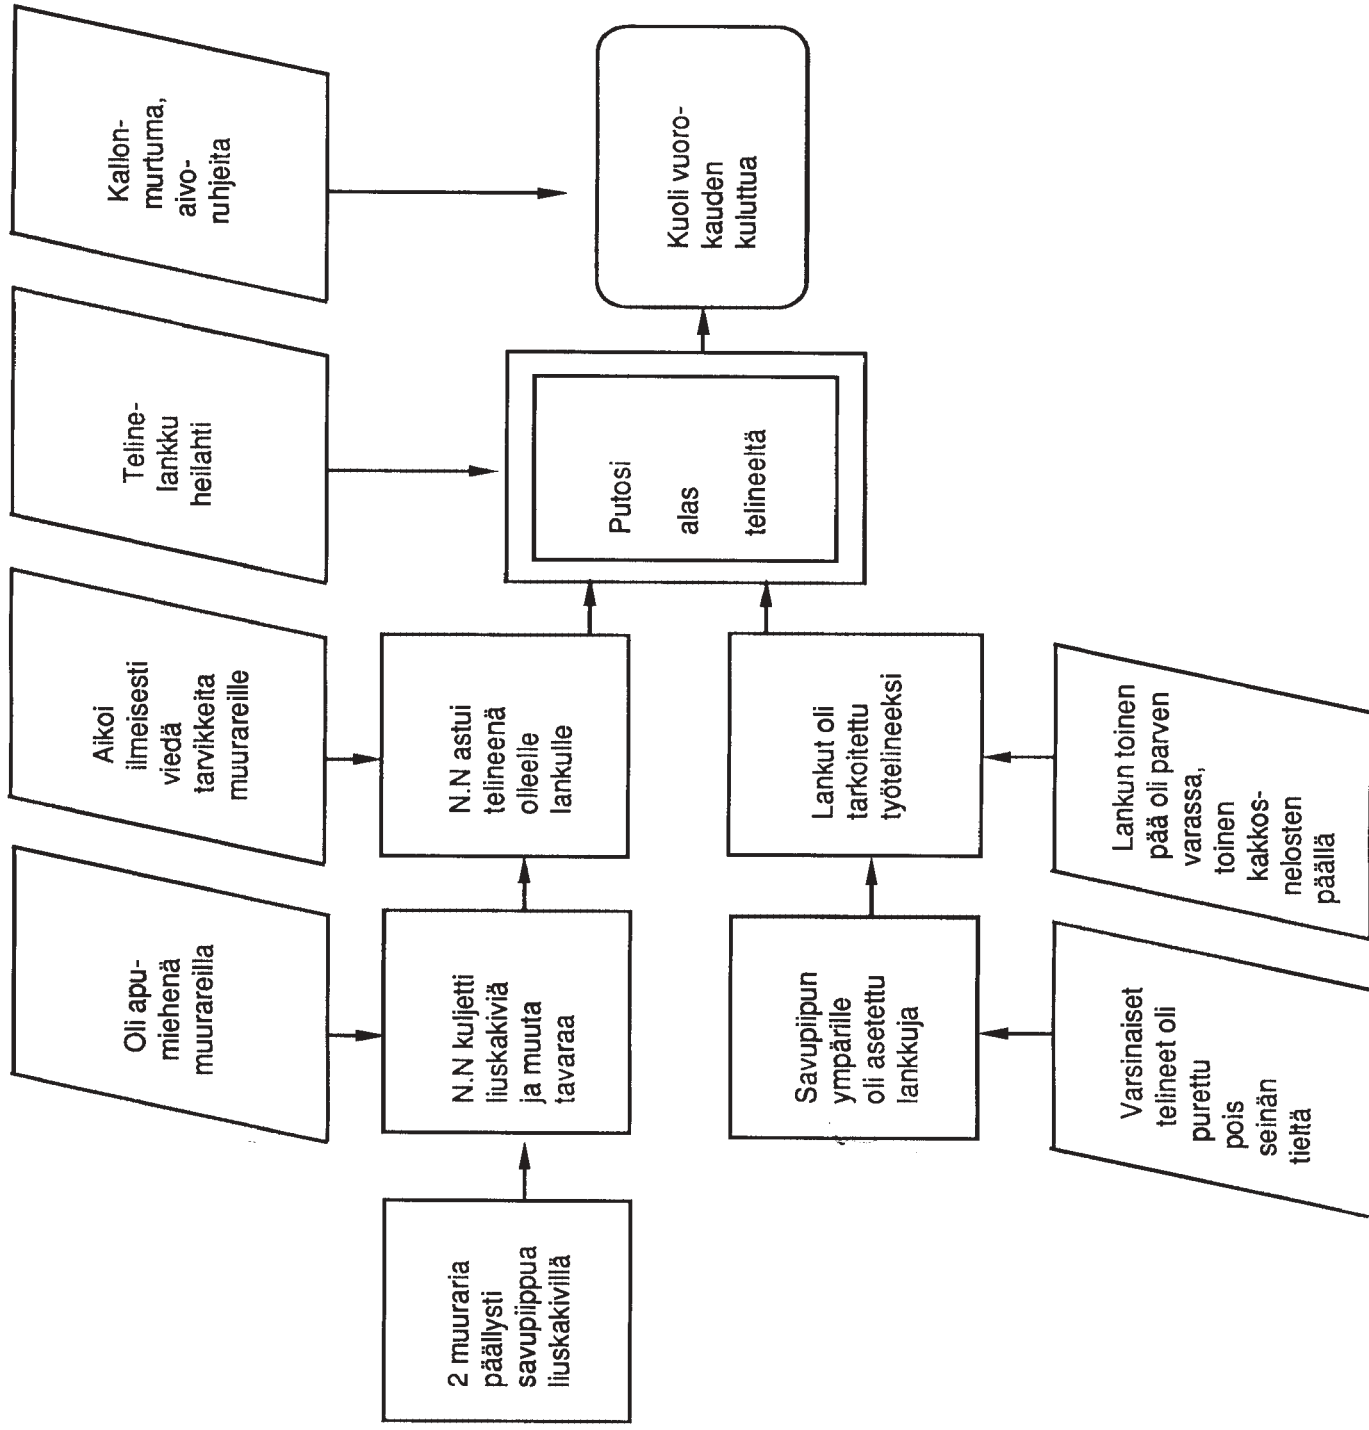 Oli apu-
miehenä
muurareilla
Aikoi
ilmeisesti
viedä
tarvikkeita
muurareille
Teline-
lankku
heilahti
Kallon-
murtuma,
aivo-
ruhjeita
2 muuraria
päällysti
savupiippua
liuskakivillä
N.N kuljetti
liuskakiviä
ja muuta
tavaraa
N.N astui
telineenä
olleelle
lankulle
Putosi
alas
telineeltä
Kuoli vuoro-
kauden
kuluttua
Savupiipun
ympärille
oli asetettu
lankkuja
Lankut oli
tarkoitettu
työtelineeksi
Varsinaiset
telineet oli
purettu
pois
seinän
tieltä
Lankun toinen
pää oli parven
varassa,
toinen
kakkos-
nelosten
päällä